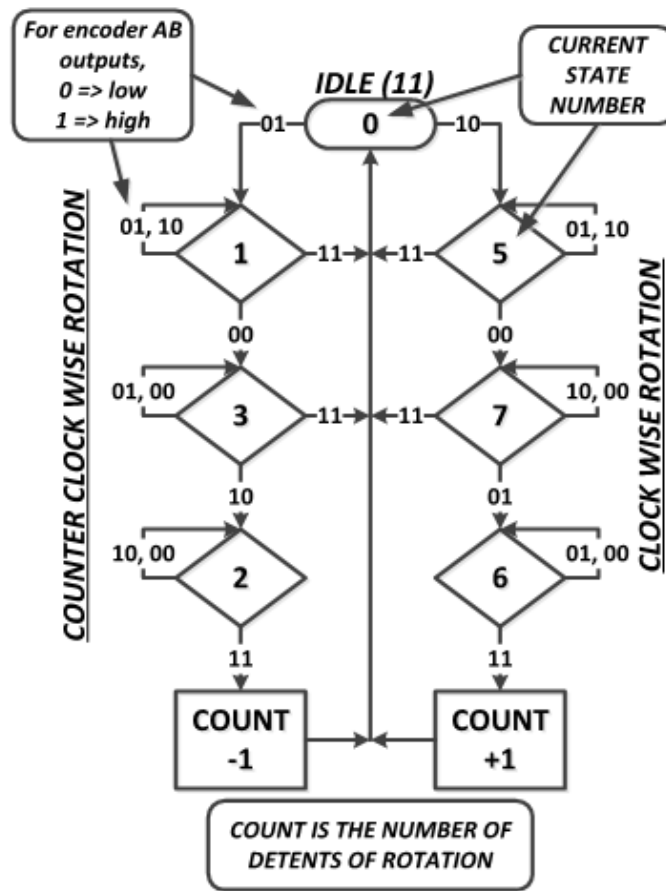 For encoder AB
outputs,
0 => low
1 => high
CURRENT
STATE
NUMBER
IDLE (11)
0
01
10
01, 10
1
11
11
5
01, 10
00
00
01, 00
3
11
11
7
10, 00
10
01
10, 00
2
6
01, 00
11
11
COUNT
-1
COUNT
+1
COUNTER CLOCK WISE ROTATION
CLOCK WISE ROTATION
COUNT IS THE NUMBER OF
DETENTS OF ROTATION